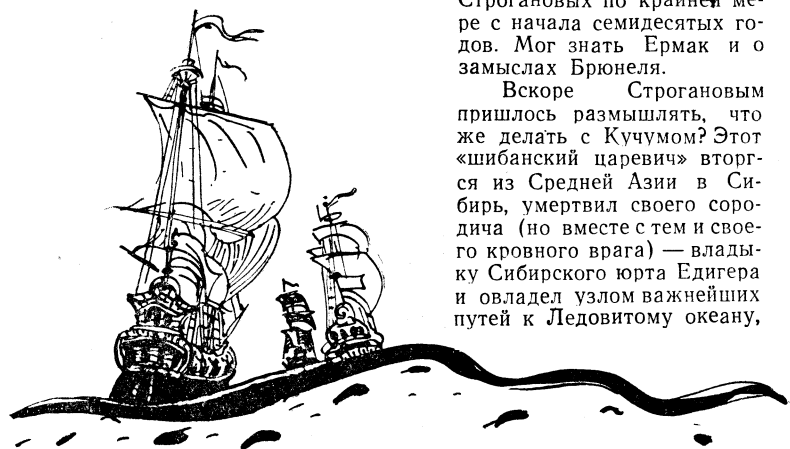 Строгановых по крайней ме-
ре с начала семидесятых го-
дов. Мог знать Ермак и о
замыслах Брюнеля.
Вскоре Строгановым
пришлось размышлять, что
же делать с Кучумом? Этот
«шибанский царевич» вторг-
ся из Средней Азии в Си-
бирь, умертвил своего соро-
дича (но вместе с тем и свое-
го кровного врага) — влады-
ку Сибирского юрта Едигера
и овладел узлом важнейших
путей к Ледовитому океану,